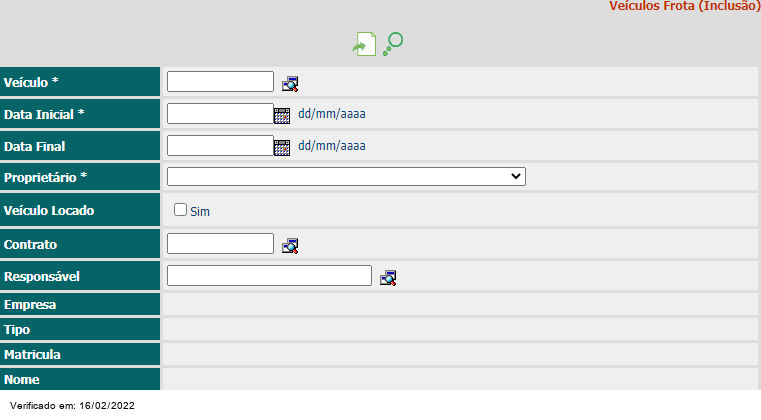 Veículos Frota (Inclusão)
Veículo *
Data Inicial * dd/mm/aaaa
Data Final dd/mm/aaaa
Proprietário *
Veículo Locado Sim
Contrato
Responsável
Empresa
Tipo
Matricula
Nome
Verificado em: 16/02/2022